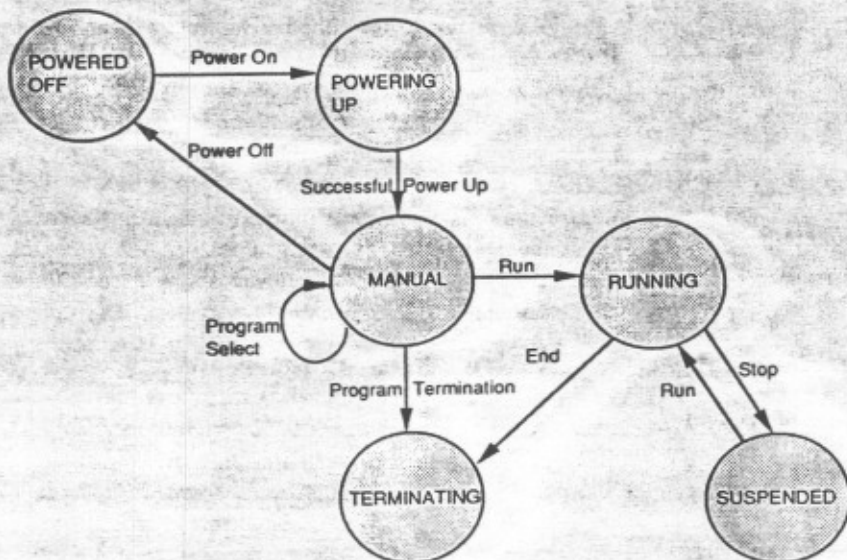 POWERED
OFF
Power On
POWERING
UP
Power Off
Successful Power Up
MANUAL
Run
RUNNING
Program
Select
End
Stop
Program Termination
Run
TERMINATING
SUSPENDED